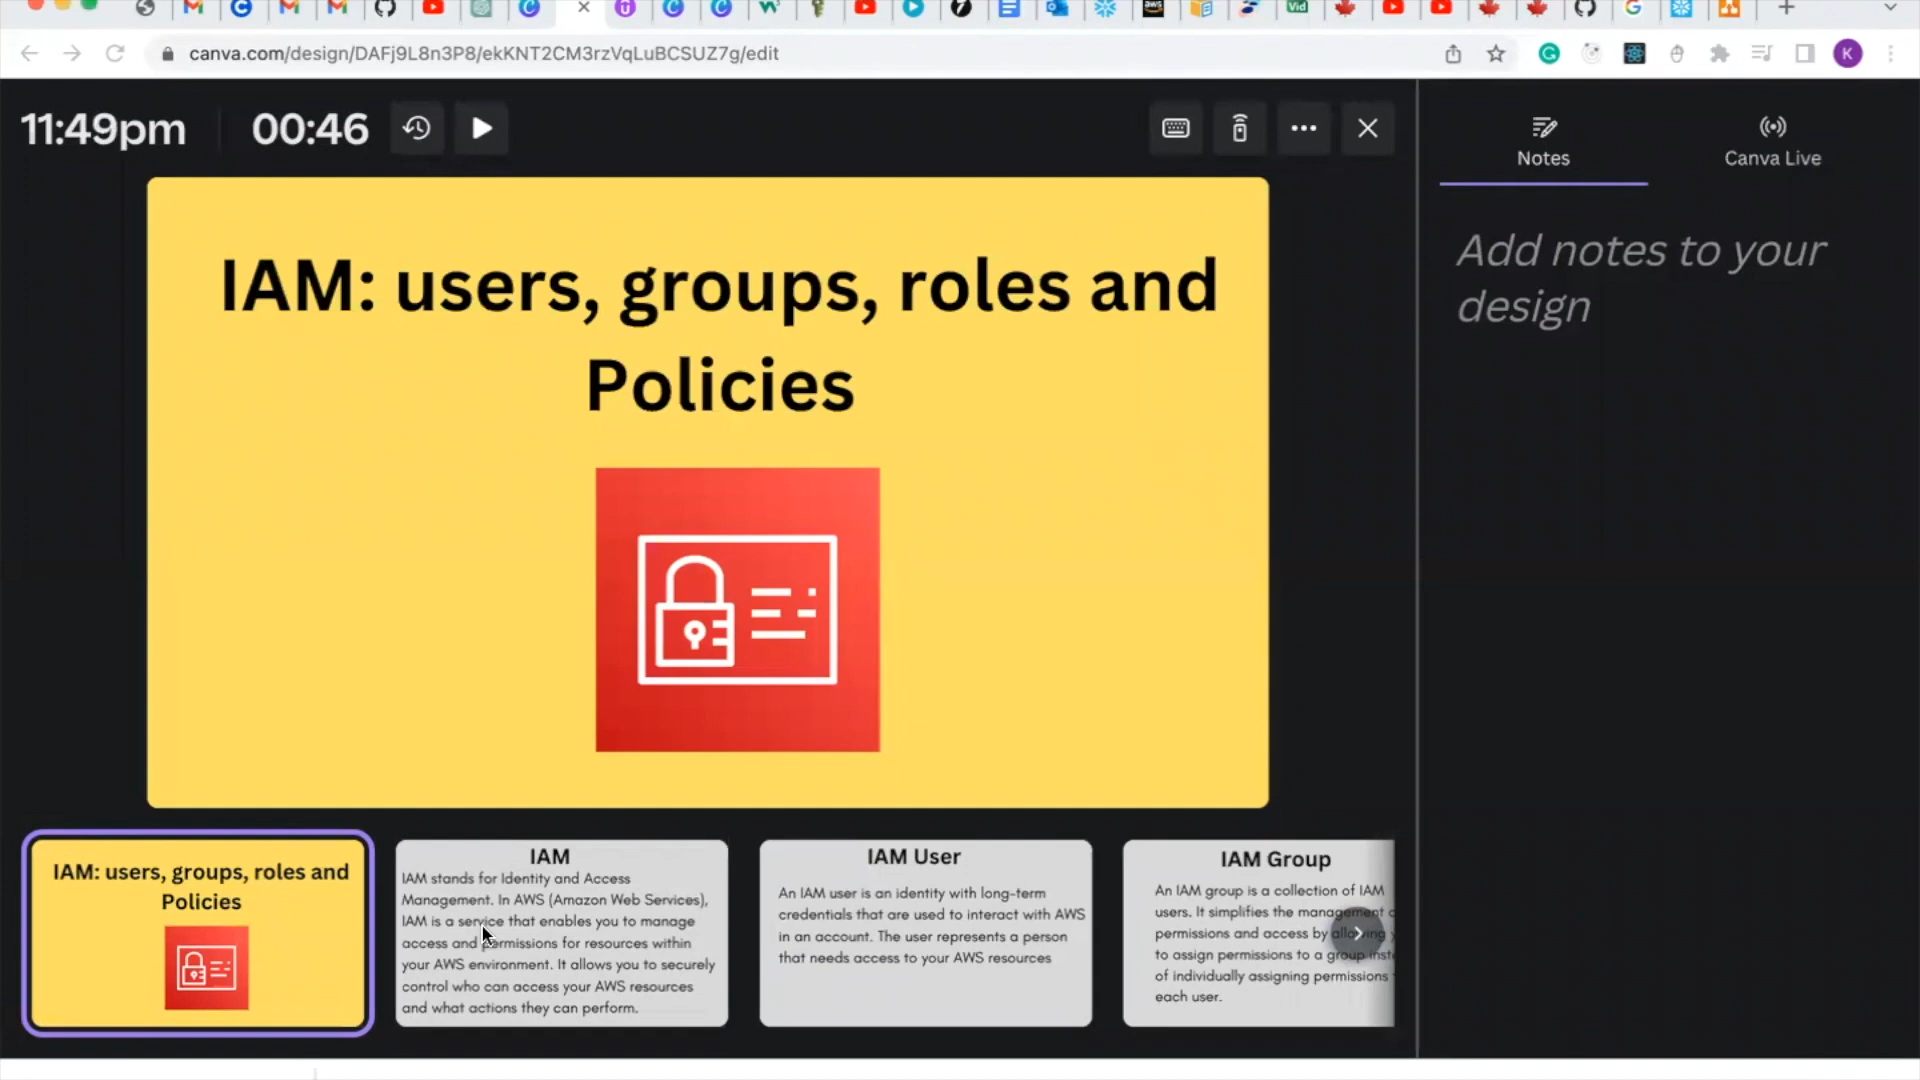 canva.com/design/DAFj9L8n3P8/ekKNT2CM3rzVqLuBCSUZ7g/edit
K
11:49pm
00:46
Notes
Canva Live
Add notes to your
design
IAM: users, groups, roles and
Policies
IAM: users, groups, roles and
Policies
IAM
IAM stands for Identity and Access
Management. In AWS (Amazon Web Services),
IAM is a service that enables you to manage
access and permissions for resources within
your AWS environment. It allows you to securely
control who can access your AWS resources
and what actions they can perform.
IAM User
An IAM user is an identity with long-term
credentials that are used to interact with AWS
in an account. The user represents a person
that needs access to your AWS resources
IAM Group
An IAM group is a collection of IAM
users. It simplifies the management
permissions and access by allowing
to assign permissions to a group
of individually assigning permissions
each user.